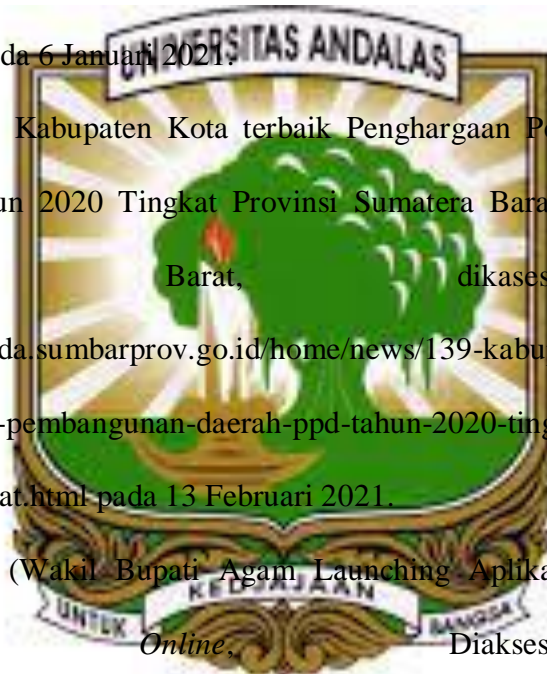 UNIVERSITAS ANDALAS
da 6 Januari 2021.
Kabupaten Kota terbaik Penghargaan Pe
un 2020 Tingkat Provinsi Sumatera Bara
Barat, dikases
da.sumbarprov.go.id/home/news/139-kabu
-pembangunan-daerah-ppd-tahun-2020-ting
at.html pada 13 Februari 2021.
(Wakil Bupati Agam Launching Aplika
KEDJAJAAN
UNTUK BANGSA
Online, Diakses